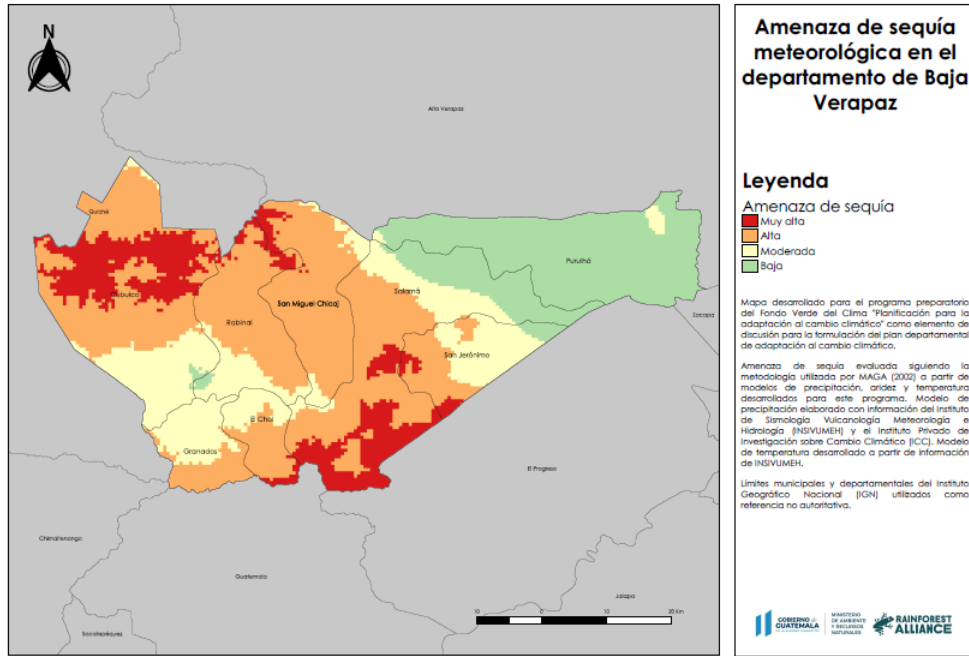 N
Alta Verapaz
Quiché
Purulhá
Cubulco
San Miguel Chicaj
Salamá
Rabinal
Zacapa
San Jerónimo
El Chol
Granados
El Progreso
Chimaltenango
Guatemala
Jalapa
Sacatepéquez
10 0 10 20 Km
Amenaza de sequía
meteorológica en el
departamento de Baja
Verapaz
Leyenda
Amenaza de sequía
Muy alta
Alta
Moderada
Baja
Mapa desarrollado para el programa preparatorio
del Fondo Verde del Clima "Planificación para la
adaptación al cambio climático" como elemento de
discusión para la formulación del plan departamental
de adaptación al cambio climático.
Amenaza de sequía evaluada siguiendo la
metodología utilizada por MAGA (2002) a partir de
modelos de precipitación, aridez y temperatura
desarrollados para este programa. Modelo de
precipitación elaborado con información del Instituto
de Sismología Vulcanología Meteorología e
Hidrología (INSIVUMEH) y el Instituto Privado de
Investigación sobre Cambio Climático (ICC). Modelo
de temperatura desarrollado a partir de información
de INSIVUMEH.
Límites municipales y departamentales del Instituto
Geográfico Nacional (IGN) utilizados como
referencia no autoritativa.
GOBIERNO de
GUATEMALA
MINISTERIO
DE AMBIENTE
Y RECURSOS
NATURALES
RAINFOREST
ALLIANCE